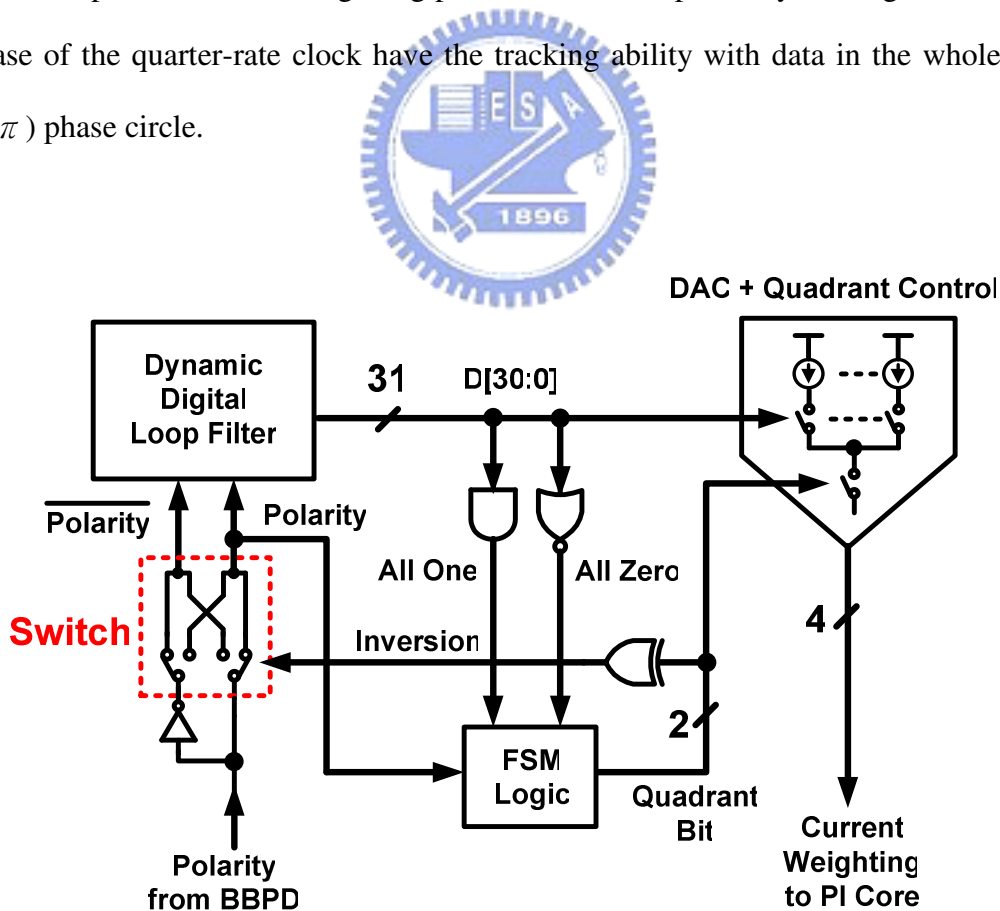 ase of the quarter-rate clock have the tracking ability with data in the whole
π ) phase circle.
E S A
1896
DAC + Quadrant Control
Dynamic
Digital
Loop Filter
31
D[30:0]
Polarity
Polarity
All One
All Zero
Switch
Inversion
4
2
FSM
Logic
Quadrant
Bit
Polarity
from BBPD
Current
Weighting
to PI Core